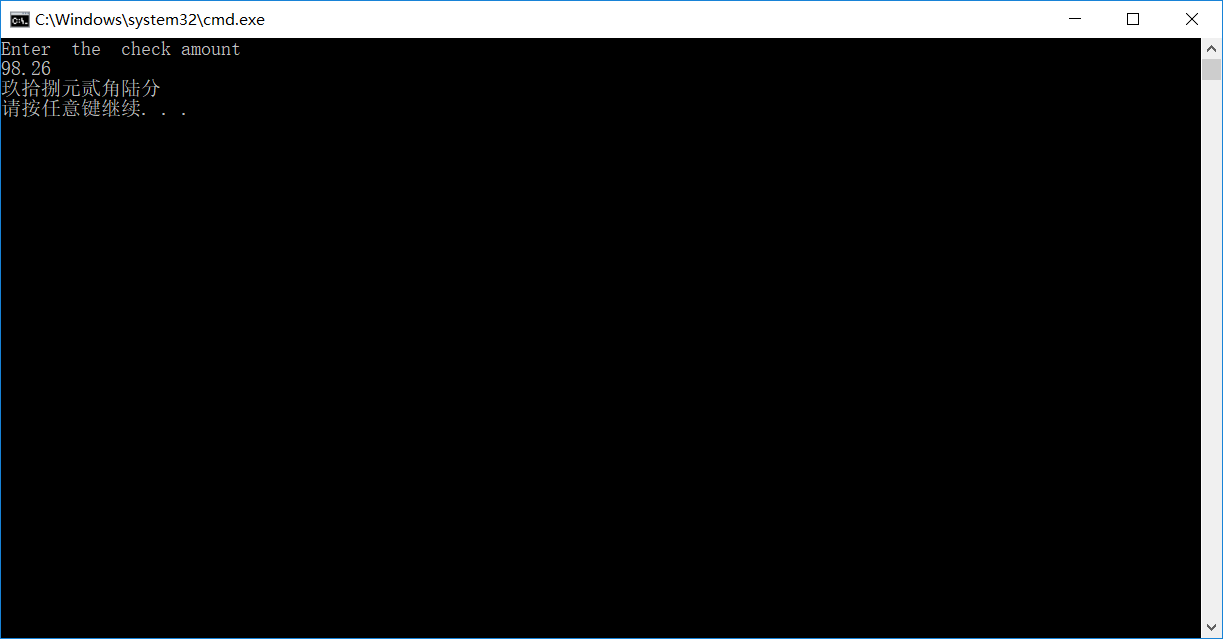 C:\Windows\system32\cmd.exe
Enter  the  check amount
98.26
玖拾捌元贰角陆分
请按任意键继续. . .